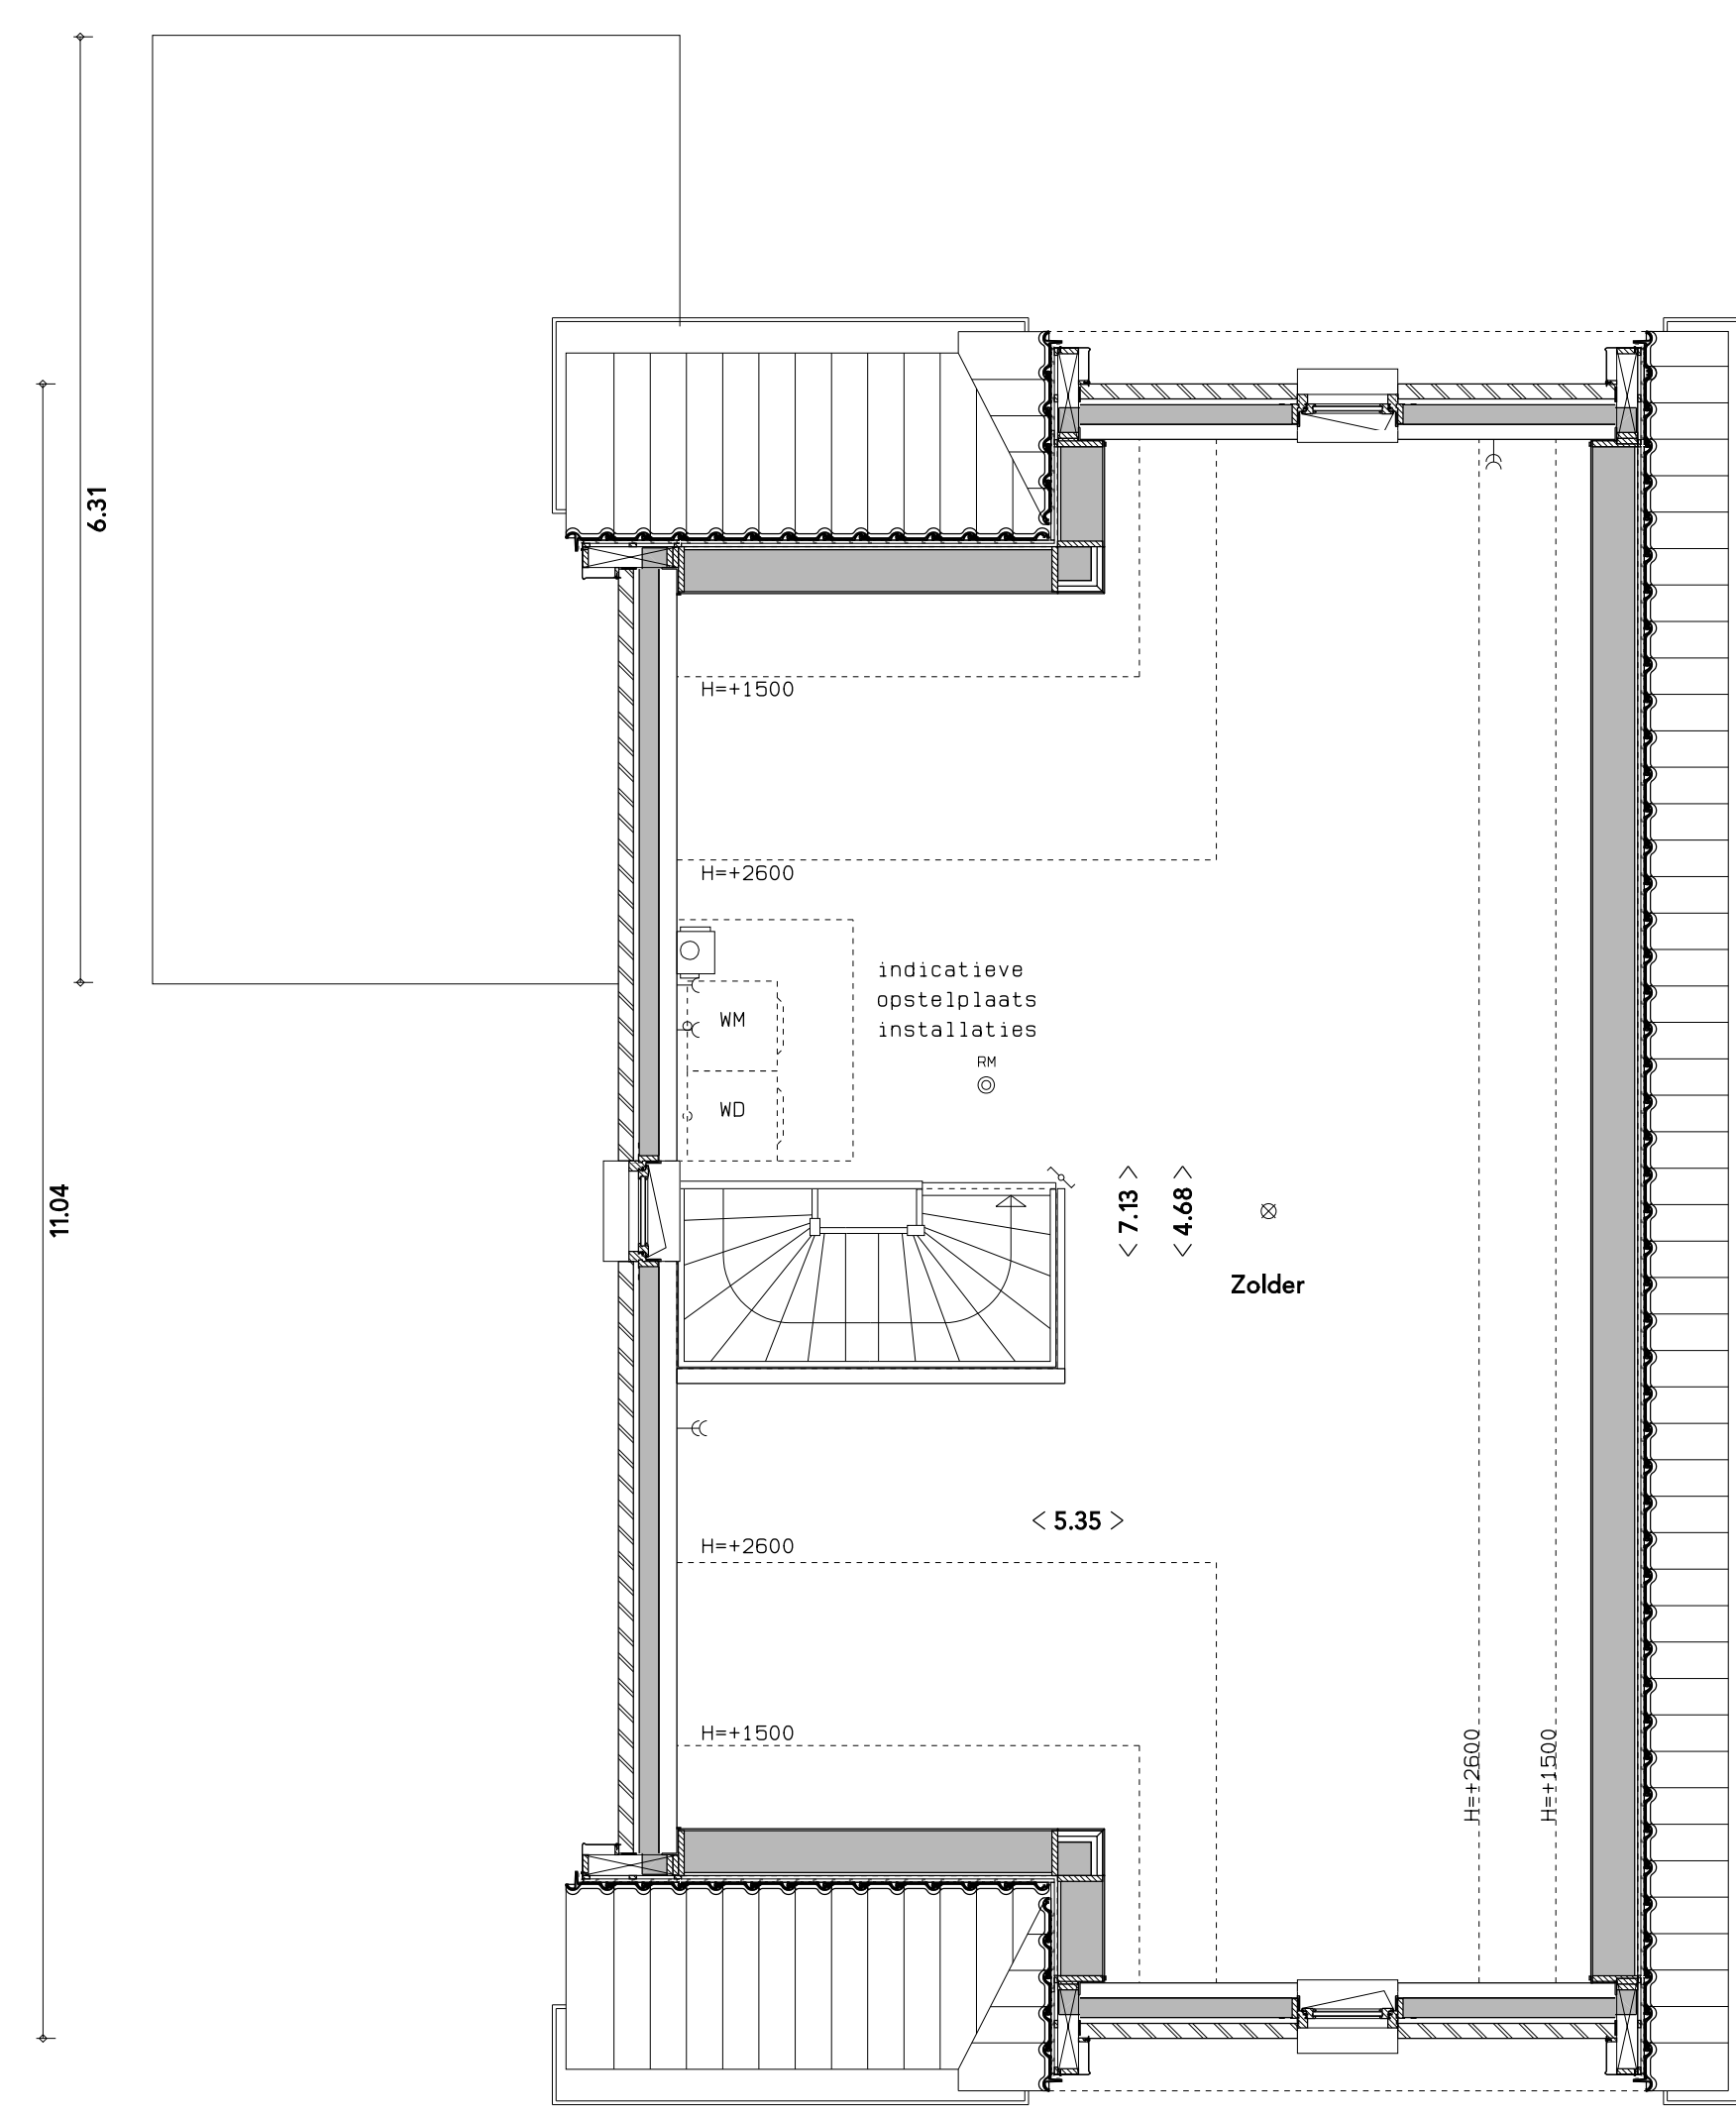 6.31
H=+1500
H=+2600
indicatieve
opstelplaats
installaties
WM
RM
WD
11.04
< 7.13 >
< 4.68 >
Zolder
< 5.35 >
H=+2600
H=+1500
H=+2600
H=+1500